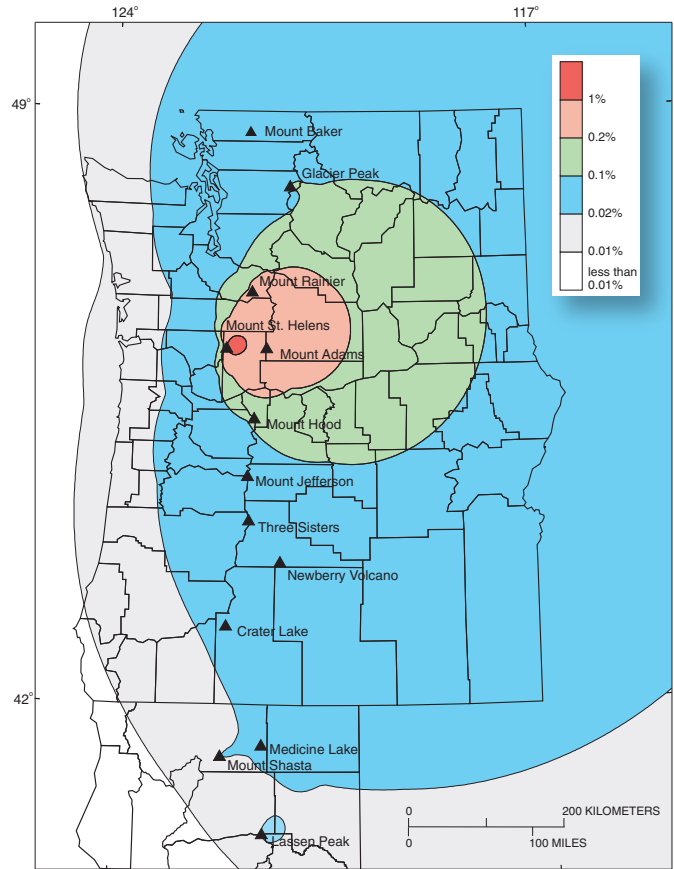 124°
117°
49°
1%
0.2%
0.1%
0.02%
0.01%
less than
0.01%
Mount Baker
Glacier Peak
Mount Rainier
Mount St. Helens
Mount Adams
Mount Hood
Mount Jefferson
Three Sisters
Newberry Volcano
Crater Lake
42°
Medicine Lake
Mount Shasta
0
200 KILOMETERS
Lassen Peak
0
100 MILES